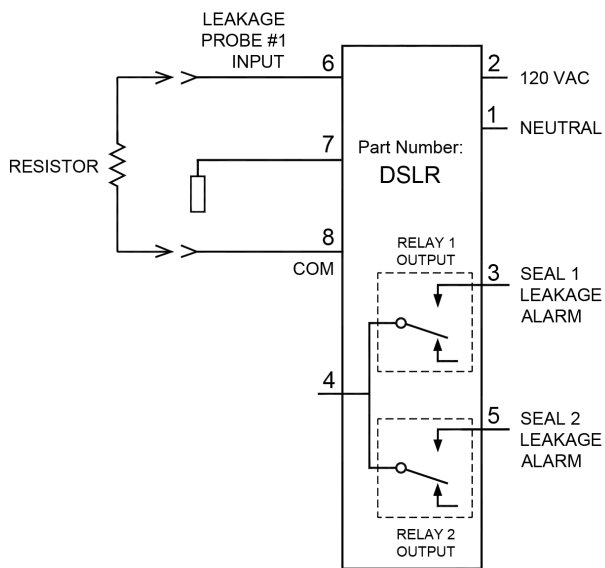 LEAKAGE
PROBE #1
INPUT
6
2
120 VAC
1
NEUTRAL
7
Part Number:
DSLR
RESISTOR
8
COM
RELAY 1
OUTPUT
3
SEAL 1
LEAKAGE
ALARM
4
5
SEAL 2
LEAKAGE
ALARM
RELAY 2
OUTPUT